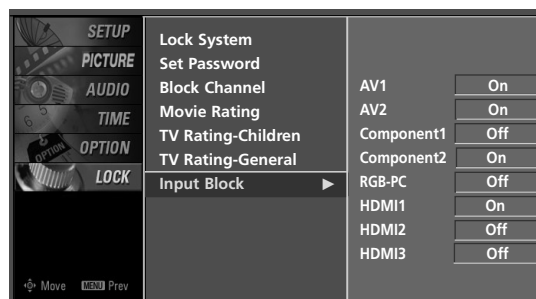 SETUP
PICTURE
AUDIO
TIME
OPTION
LOCK
Move MENU Prev
Lock System
Set Password
Block Channel
Movie Rating
TV Rating-Children
TV Rating-General
Input Block ►
AV1 On
AV2 On
Component1 Off
Component2 On
RGB-PC Off
HDMI1 On
HDMI2 Off
HDMI3 Off